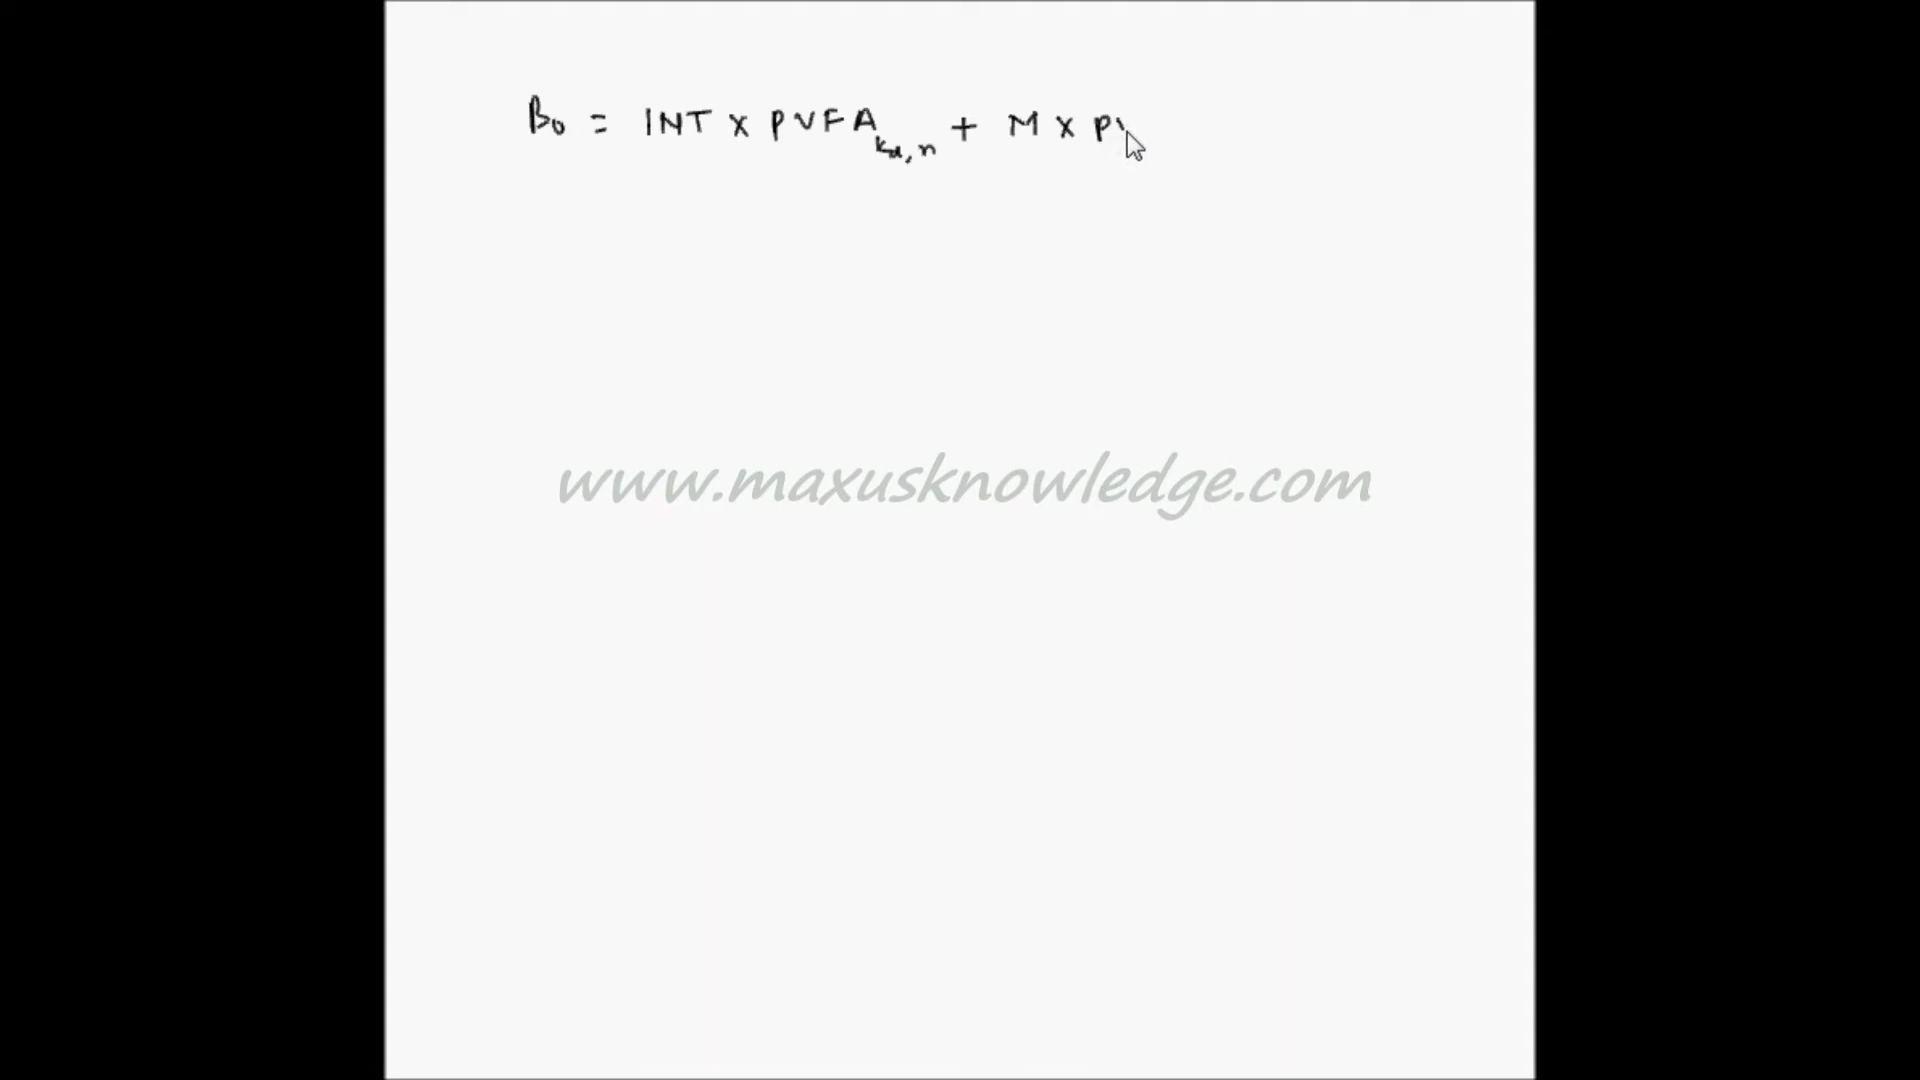 B₀ = INT X PVFA kd, n + M X P
www.maxusknowledge.com